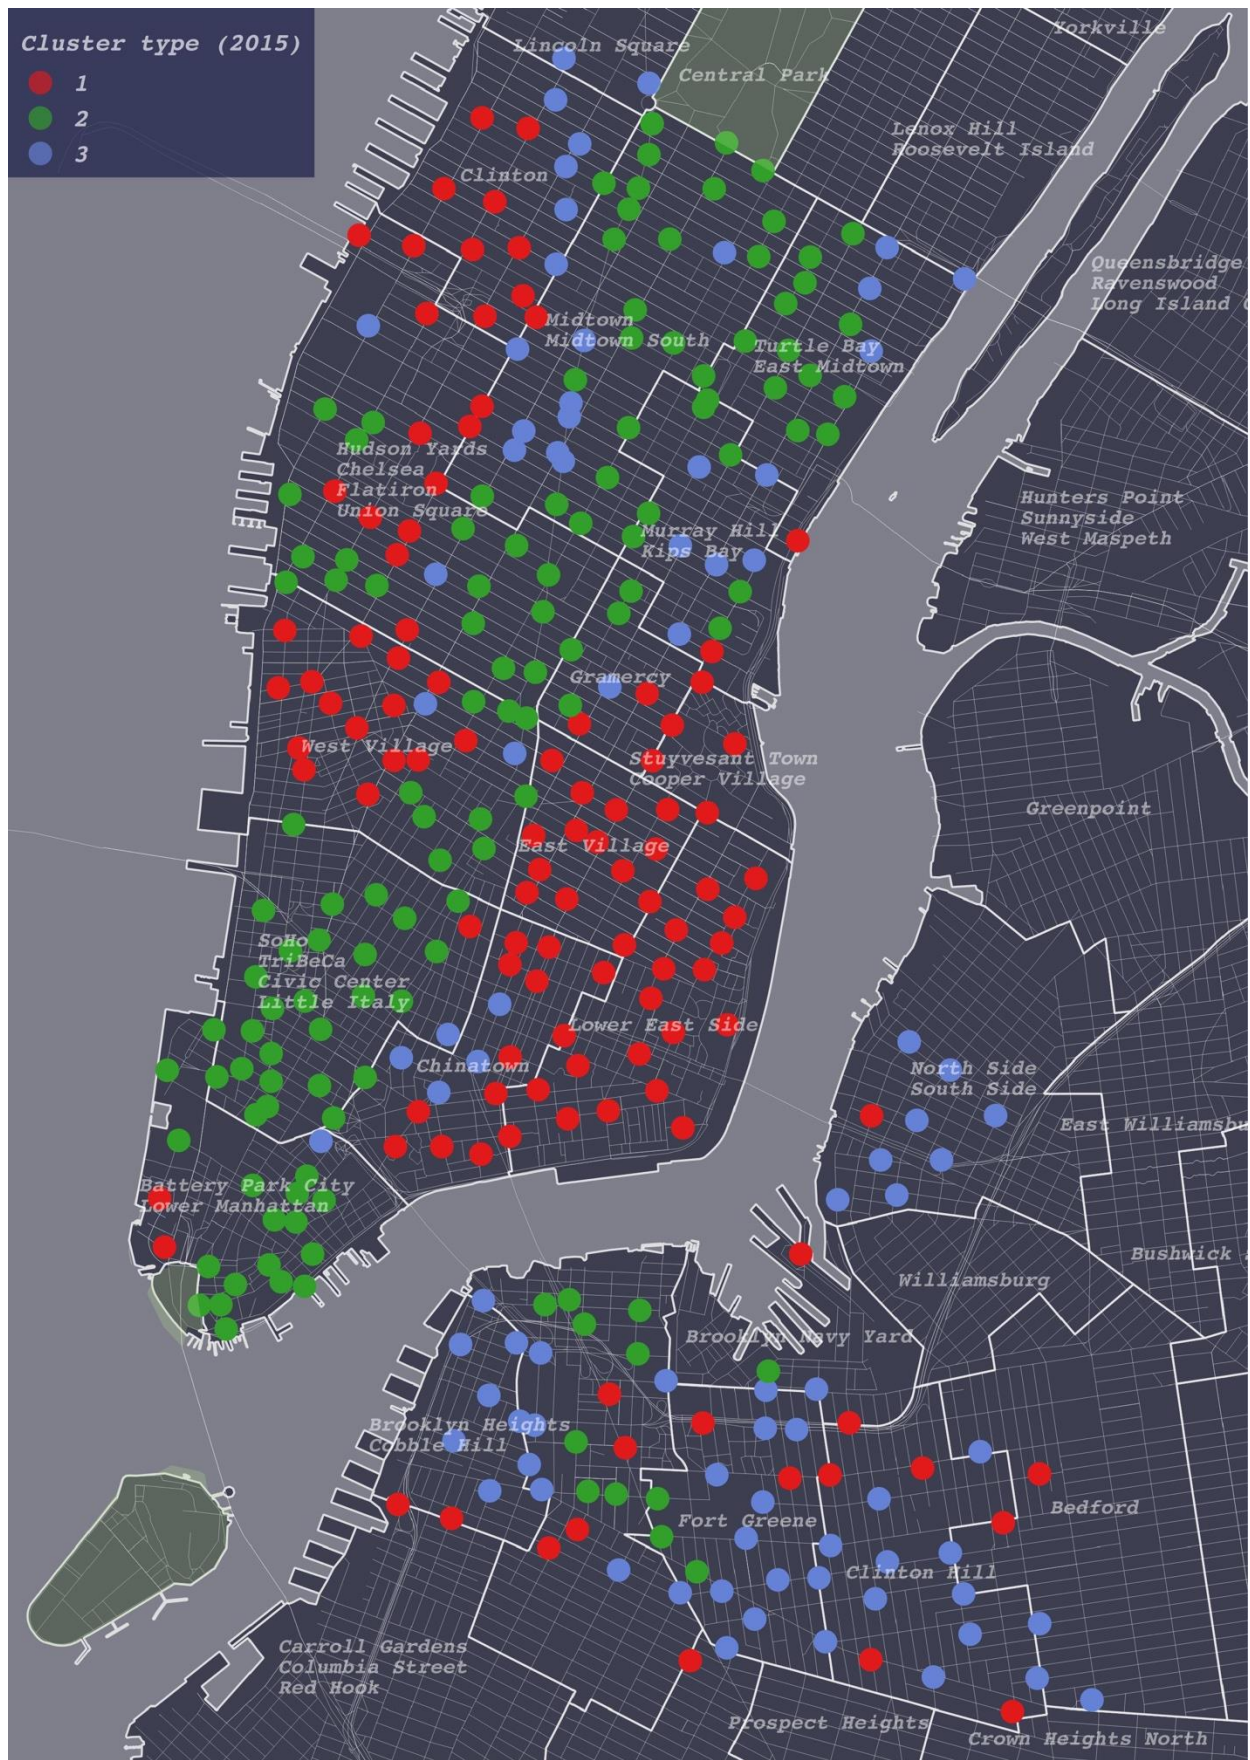 Cluster type (2015)
1
2
3
Lincoln Square
Yorkville
Central Park
Lenox Hill
Roosevelt Island
Clinton
Queensbridge
Ravenswood
Long Island
Midtown
Midtown South
Turtle Bay
East Midtown
Hudson Yards
Chelsea
Flatiron
Union Square
Hunters Point
Sunnyside
West Maspeth
Murray Hill
Kips Bay
Gramercy
West Village
Stuyvesant Town
Cooper Village
Greenpoint
East Village
SoHo
TriBeCa
Civic Center
Little Italy
Lower East Side
Chinatown
North Side
South Side
East Williamsbu
Battery Park City
Lower Manhattan
Bushwick
Williamsburg
Brooklyn Navy Yard
Brooklyn Heights
Cobble Hill
Bedford
Fort Greene
Clinton Hill
Carroll Gardens
Columbia Street
Red Hook
Prospect Heights
Crown Heights North